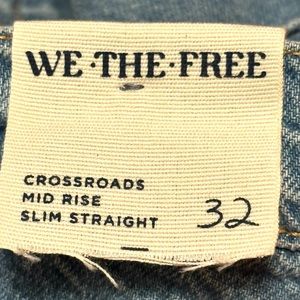 WE·THE·FREE
CROSSROADS
MID RISE
SLIM STRAIGHT 32